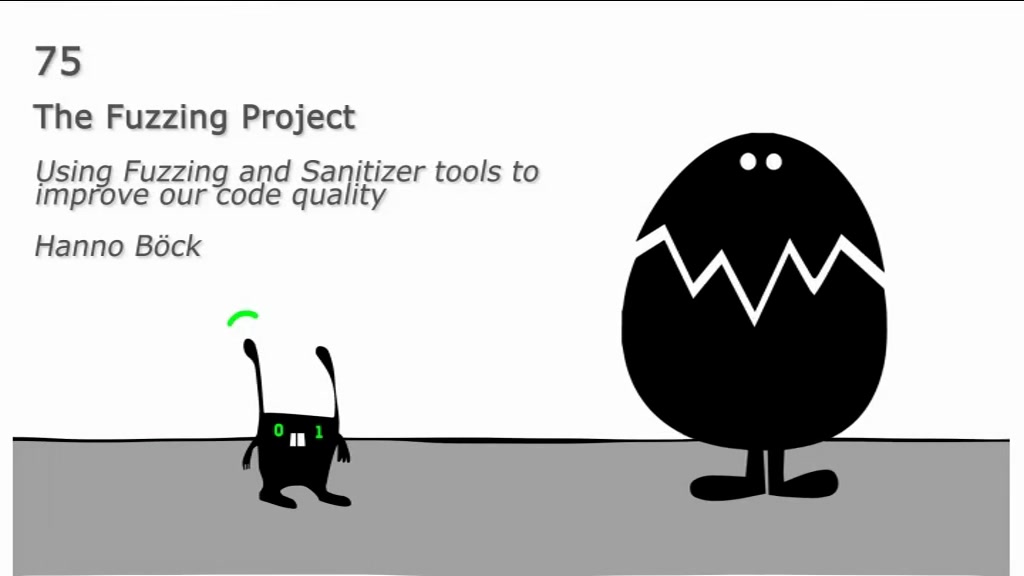 75
The Fuzzing Project
Using Fuzzing and Sanitizer tools to
improve our code quality
Hanno Böck
0 1